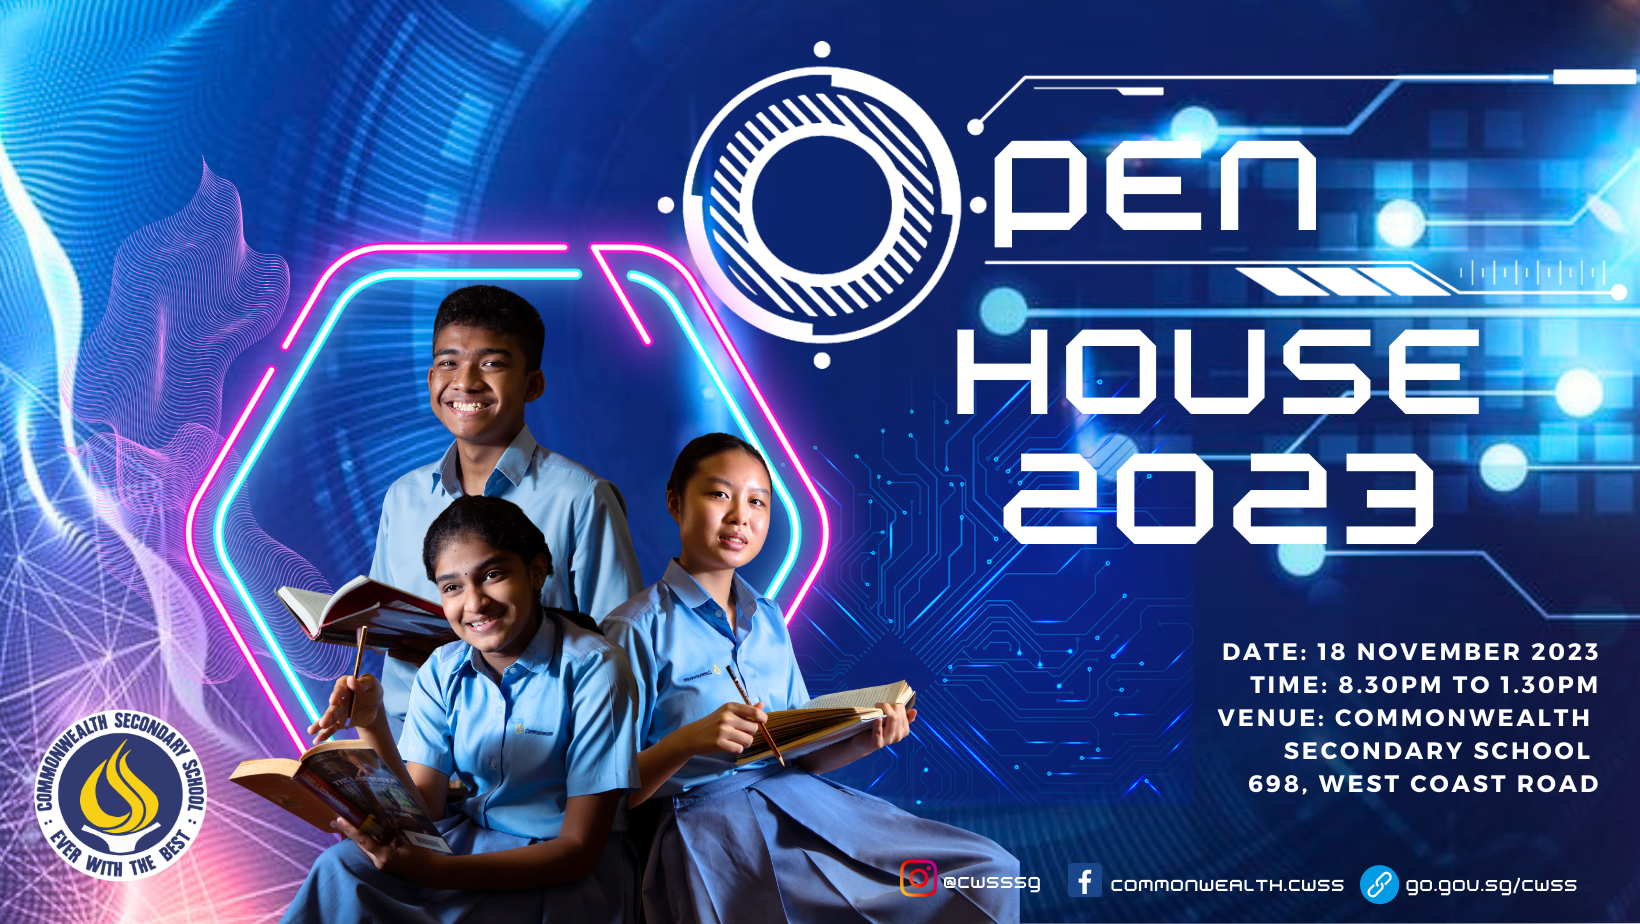 OPEN
HOUSE
2023
DATE: 18 NOVEMBER 2023
TIME: 8.30PM TO 1.30PM
VENUE: COMMONWEALTH
SECONDARY SCHOOL
698, WEST COAST ROAD
COMMONWEALTH SECONDARY SCHOOL
: EVER WITH THE BEST :
Commonwealth
@cwsssg
COMMONWEALTH.CWSS
go.gov.sg/cwss